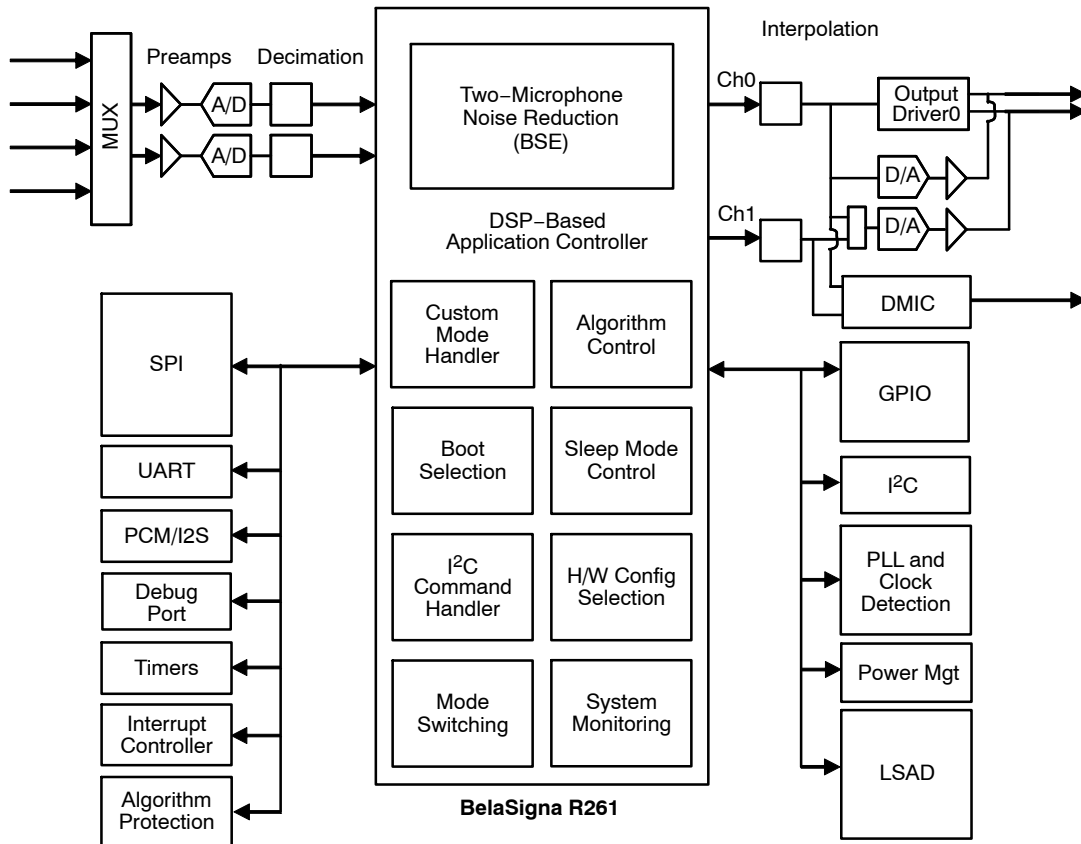 Interpolation
Preamps
Decimation
MUX
A/D
A/D
Two−Microphone
Noise Reduction
(BSE)
DSP−Based
Application Controller
Ch0
Ch1
Output
Driver0
D/A
D/A
DMIC
Custom
Mode
Handler
Algorithm
Control
Boot
Selection
Sleep Mode
Control
I²C
Command
Handler
H/W Config
Selection
Mode
Switching
System
Monitoring
SPI
UART
PCM/I2S
Debug
Port
Timers
Interrupt
Controller
Algorithm
Protection
GPIO
I²C
PLL and
Clock
Detection
Power Mgt
LSAD
BelaSigna R261